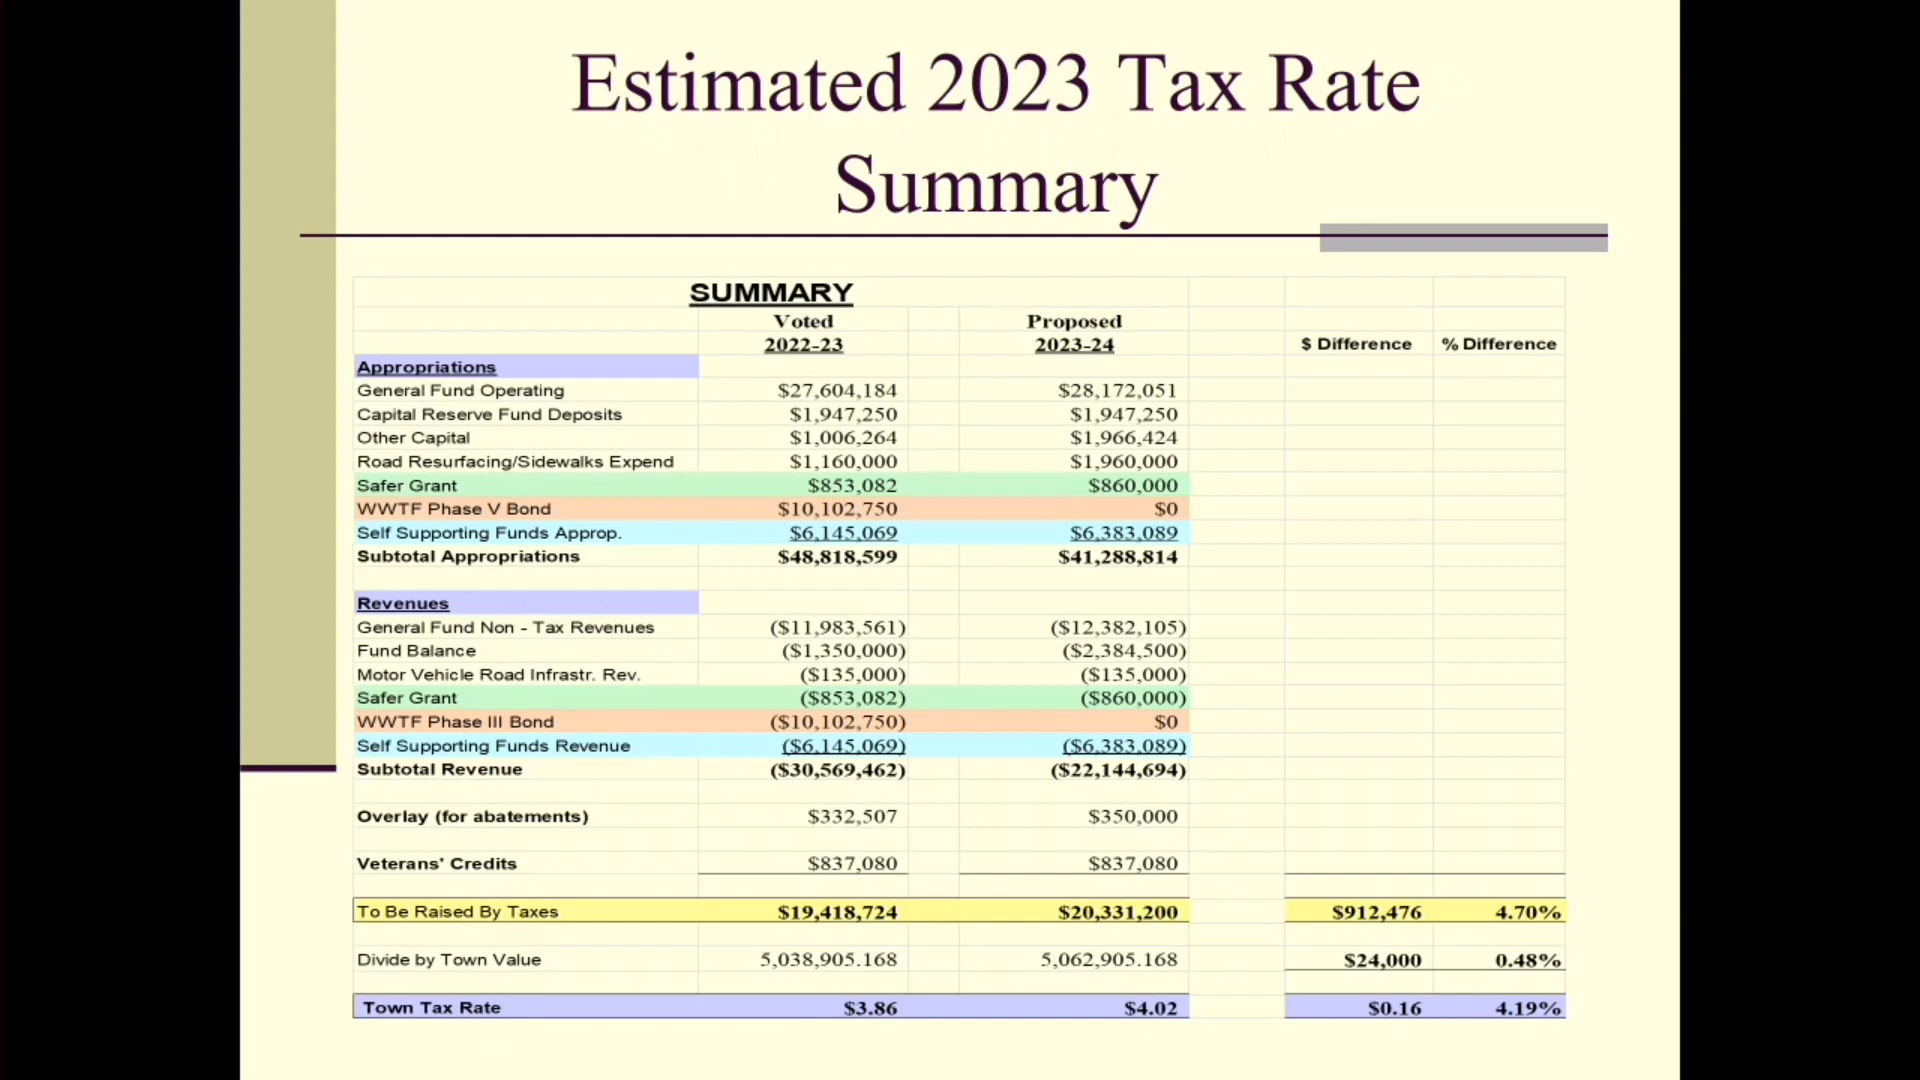 Estimated 2023 Tax Rate
Summary
SUMMARY
Voted Proposed
2022-23 2023-24 $ Difference % Difference
Appropriations
General Fund Operating $27,604,184 $28,172,051
Capital Reserve Fund Deposits $1,947,250 $1,947,250
Other Capital $1,006,264 $1,966,424
Road Resurfacing/Sidewalks Expend $1,160,000 $1,960,000
Safer Grant $853,082 $860,000
WWTF Phase V Bond $10,102,750 $0
Self Supporting Funds Approp. $6,145,069 $6,383,089
Subtotal Appropriations $48,818,599 $41,288,814
Revenues
General Fund Non - Tax Revenues ($11,983,561) ($12,382,105)
Fund Balance ($1,350,000) ($2,384,500)
Motor Vehicle Road Infrastr. Rev. ($135,000) ($135,000)
Safer Grant ($853,082) ($860,000)
WWTF Phase III Bond ($10,102,750) $0
Self Supporting Funds Revenue ($6,145,069) ($6,383,089)
Subtotal Revenue ($30,569,462) ($22,144,694)
Overlay (for abatements) $332,507 $350,000
Veterans' Credits $837,080 $837,080
To Be Raised By Taxes $19,418,724 $20,331,200 $912,476 4.70%
Divide by Town Value 5,038,905.168 5,062,905.168 $24,000 0.48%
Town Tax Rate $3.86 $4.02 $0.16 4.19%